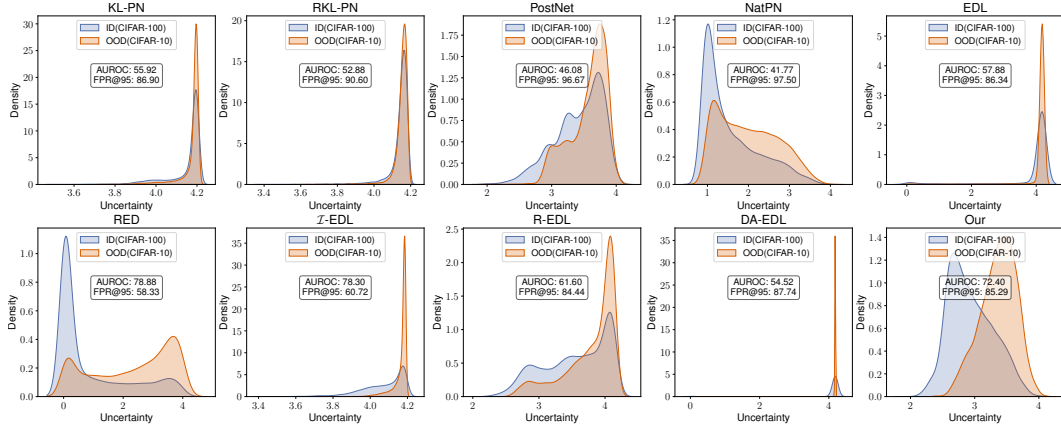 KL-PN
RKL-PN
PostNet
NatPN
EDL
30
25
20
15
10
5
0
Density
ID(CIFAR-100)
OOD(CIFAR-10)
AUROC: 55.92
FPR@95: 86.90
3.6 3.8 4.0 4.2
Uncertainty
20
15
10
5
0
Density
ID(CIFAR-100)
OOD(CIFAR-10)
AUROC: 52.88
FPR@95: 90.60
3.4 3.6 3.8 4.0 4.2
Uncertainty
1.75
1.50
1.25
1.00
0.75
0.50
0.25
0.00
Density
ID(CIFAR-100)
OOD(CIFAR-10)
AUROC: 46.08
FPR@95: 96.67
2 3 4
Uncertainty
1.2
1.0
0.8
0.6
0.4
0.2
0.0
Density
ID(CIFAR-100)
OOD(CIFAR-10)
AUROC: 41.77
FPR@95: 97.50
1 2 3 4
Uncertainty
5
4
3
2
1
0
Density
ID(CIFAR-100)
OOD(CIFAR-10)
AUROC: 57.88
FPR@95: 86.34
0 2 4
Uncertainty
RED
ℐ-EDL
R-EDL
DA-EDL
Our
1.0
0.8
0.6
0.4
0.2
0.0
Density
ID(CIFAR-100)
OOD(CIFAR-10)
AUROC: 78.88
FPR@95: 58.33
0 2 4
Uncertainty
35
30
25
20
15
10
5
0
Density
ID(CIFAR-100)
OOD(CIFAR-10)
AUROC: 78.30
FPR@95: 60.72
3.4 3.6 3.8 4.0 4.2
Uncertainty
2.5
2.0
1.5
1.0
0.5
0.0
Density
ID(CIFAR-100)
OOD(CIFAR-10)
AUROC: 61.60
FPR@95: 84.44
2 3 4
Uncertainty
35
30
25
20
15
10
5
0
Density
ID(CIFAR-100)
OOD(CIFAR-10)
AUROC: 54.52
FPR@95: 87.74
0 2 4
Uncertainty
1.4
1.2
1.0
0.8
0.6
0.4
0.2
0.0
Density
ID(CIFAR-100)
OOD(CIFAR-10)
AUROC: 72.40
FPR@95: 85.29
2 3 4
Uncertainty